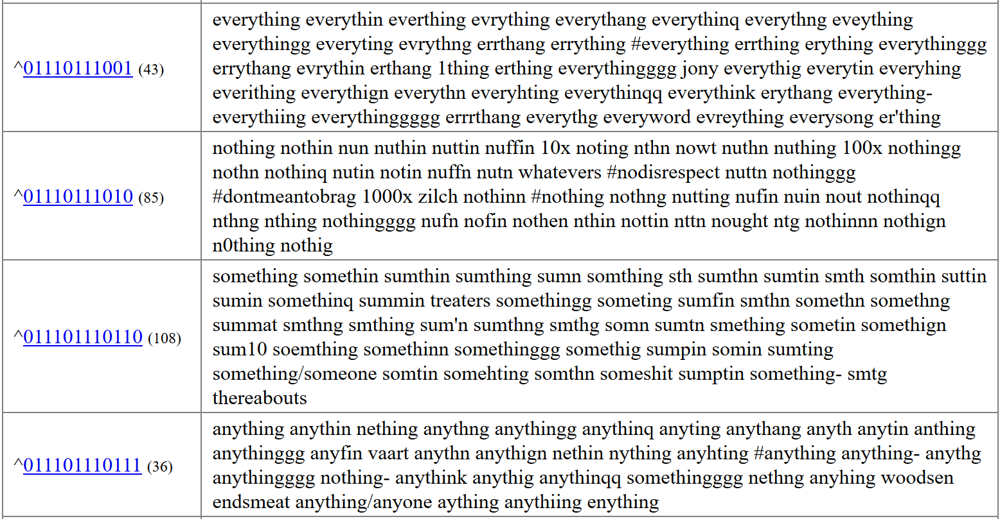 everything everythin everthing evrything everythang everythinq everythng eveything
everythingg everyting evrythng errthang errything #everything errthing erything everythinggg
^01110111001 (43) errythang evrythin erthang 1thing erthing everythingggg jony everythig everytin everyhing
everithing everythign everythn everyhting everythinqq everythink erythang everything-
everythiing everythinggggg errrthang everythg everyword evreything everysong er'thing
nothing nothin nun nuthin nuttin nuffin 10x noting nthn nowt nuthn nuthing 100x nothingg
nothn nothinq nutin notin nuffn nutn whatevers #nodisrespect nuttn nothinggg
^01110111010 (85) #dontmeantobrag 1000x zilch nothinn #nothing nothng nutting nufin nuin nout nothinqq
nthng nthing nothingggg nufn nofin nothen nthin nottin nttn nought ntg nothinnn nothign
n0thing nothig
something somethin sumthin sumthing sumn somthing sth sumthn sumtin smth somthin suttin
sumin somethinq summin treaters somethingg someting sumfin smthn somethn somethng
summat smthng smthing sum'n sumthng smthg somn sumtn smething sometin somethign
^011101110110 (108) sum10 soemthing somethinn somethinggg somethig sumpin somin sumting
something/someone somtin somehting somthn someshit sumptin something- smtg
thereabouts
anything anythin nething anythng anythingg anythinq anyting anythang anyth anytin anthing
anythinggg anyfin vaart anythn anythign nethin nything anyhting #anything anything- anythg
^011101110111 (36) anythingggg nothing- anythink anythig anythinqq somethingggg nethng anyhing woodsen
endsmeat anything/anyone aything anythiing enything